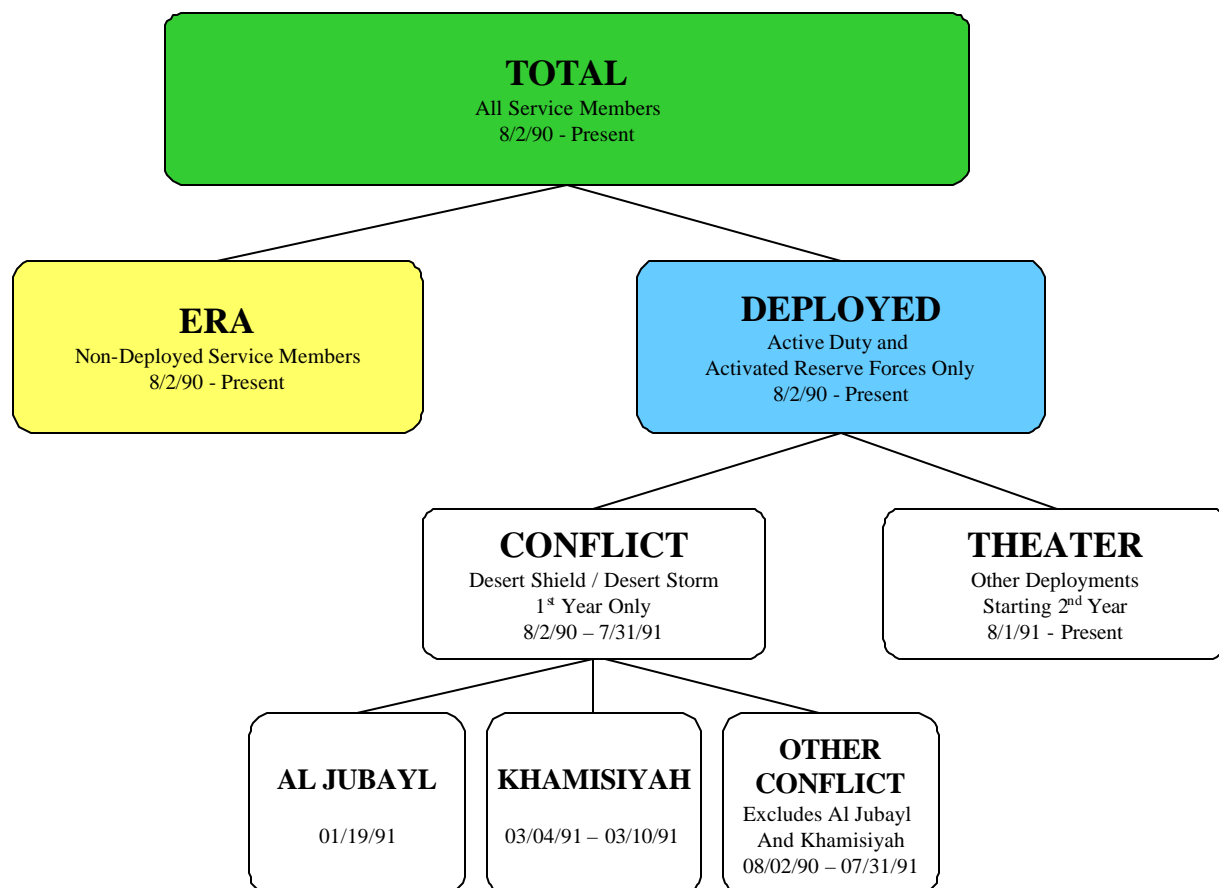 TOTAL
All Service Members
8/2/90 - Present
ERA
Non-Deployed Service Members
8/2/90 - Present
DEPLOYED
Active Duty and
Activated Reserve Forces Only
8/2/90 - Present
CONFLICT
Desert Shield / Desert Storm
1st Year Only
8/2/90 – 7/31/91
THEATER
Other Deployments
Starting 2nd Year
8/1/91 - Present
AL JUBAYL
01/19/91
KHAMISIYAH
03/04/91 – 03/10/91
OTHER
CONFLICT
Excludes Al Jubayl
And Khamisiyah
08/02/90 – 07/31/91